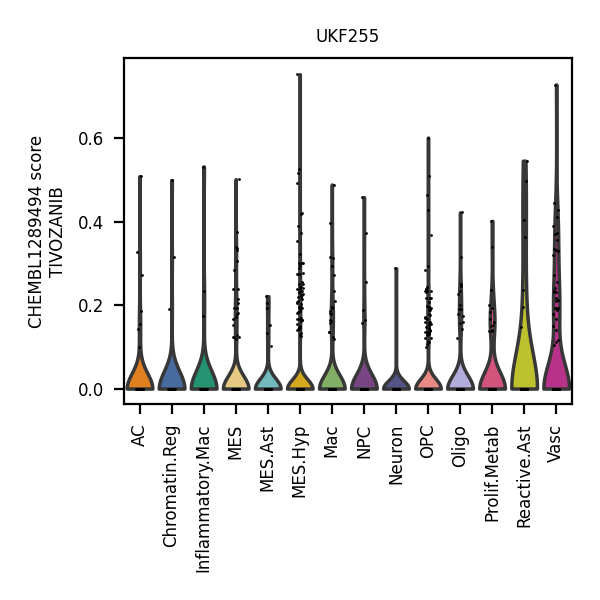 UKF255
CHEMBL1289494 score
TIVOZANIB
0.6
0.4
0.2
0.0
AC
Chromatin.Reg
Inflammatory.Mac
MES
MES.Ast
MES.Hyp
Mac
NPC
Neuron
OPC
Oligo
Prolif.Metab
Reactive.Ast
Vasc